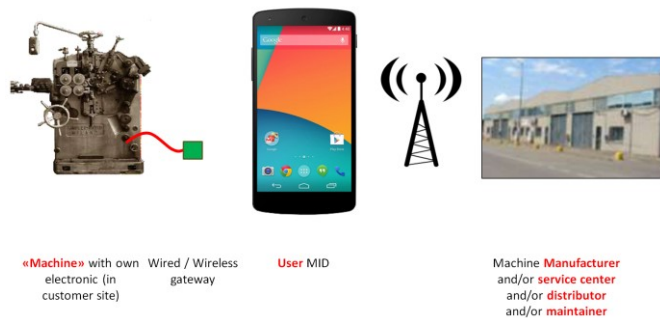 Google
«Machine» with own
electronic (in
customer site)
Wired / Wireless
gateway
User MID
Machine Manufacturer
and/or service center
and/or distributor
and/or maintainer